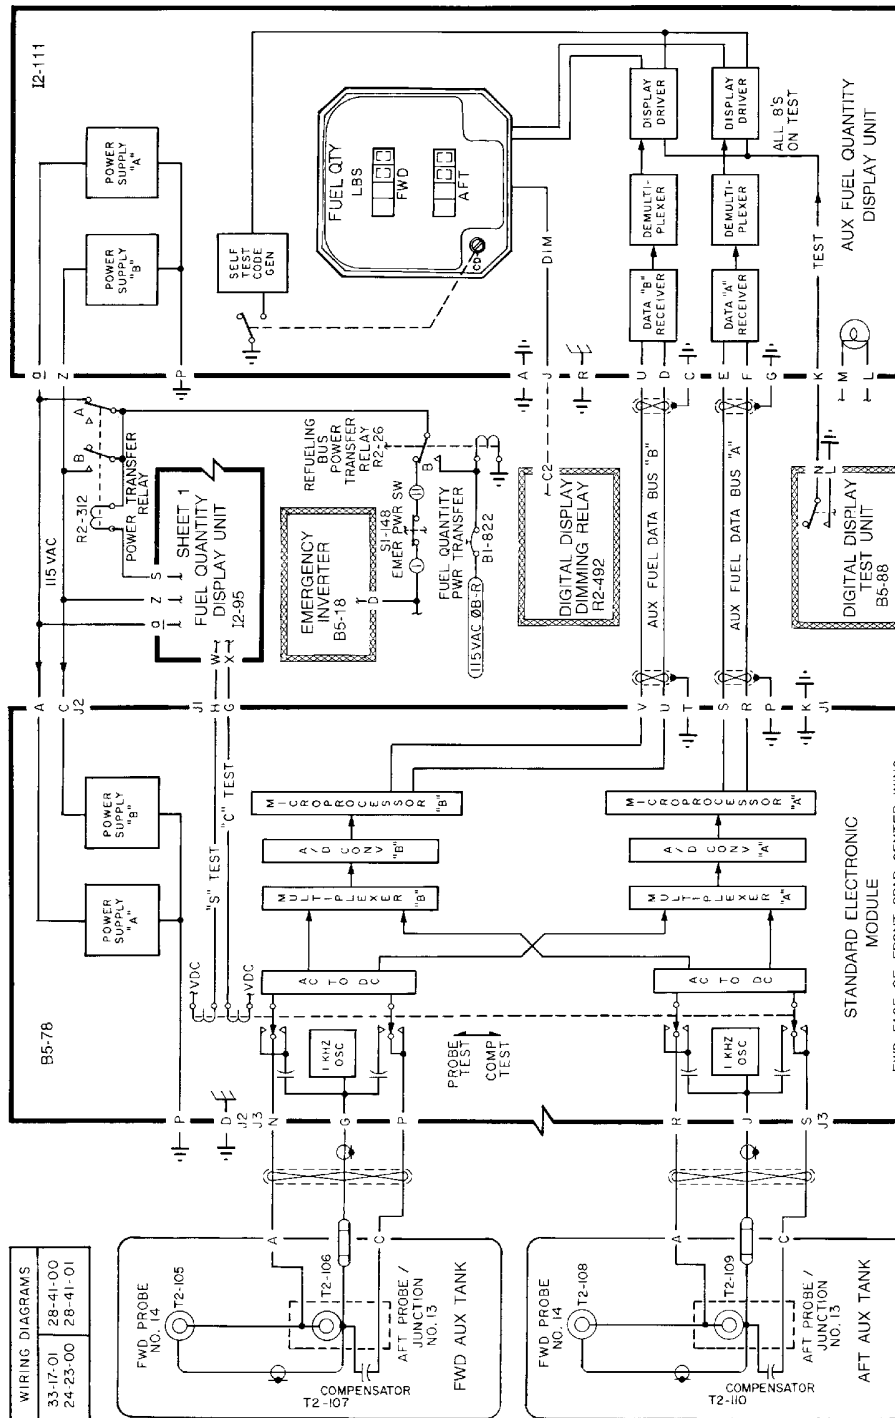 WIRING DIAGRAMS
33-17-01 28-41-00
24-23-00 28-41-01
FWD PROBE
NO. 14
T2-105
T2-106
AFT PROBE/
JUNCTION
NO. 13
COMPENSATOR
T2-107
FWD AUX TANK
A
C
FWD PROBE
NO. 14
T2-108
T2-109
AFT PROBE/
JUNCTION
NO. 13
COMPENSATOR
T2-110
AFT AUX TANK
A
C
B5-78
P
D
J2
J3
N
G
P
R
J
S
J3
POWER
SUPPLY
"A"
POWER
SUPPLY
"B"
VDC
VDC
"S" TEST
"C" TEST
1 KHZ
OSC
PROBE
TEST
COMP
TEST
1 KHZ
OSC
AC TO DC
MULTIPLEXER "B"
A/D CONV "B"
MICROPROCESSOR "B"
AC TO DC
MULTIPLEXER "A"
A/D CONV "A"
MICROPROCESSOR "A"
STANDARD ELECTRONIC
MODULE
A
C
J2
J1
H
G
V
U
T
S
R
P
K
J1
115 VAC
R2-312
POWER TRANSFER
RELAY
B
A
W
X
a
Z
S
SHEET 1
FUEL QUANTITY
DISPLAY UNIT
I2-95
EMERGENCY
INVERTER
B5-18
D
REFUELING
BUS
POWER
TRANSFER
RELAY
R2-26
B
S1-148
EMER PWR SW
I
II
FUEL QUANTITY
PWR TRANSFER
B1-822
115VAC ØB-R
DIGITAL DISPLAY
DIMMING RELAY
R2-492
C2
AUX FUEL DATA BUS "B"
AUX FUEL DATA BUS "A"
DIGITAL DISPLAY
TEST UNIT
B5-88
N
L
I2-111
a
Z
P
A
J
R
U
D
C
E
F
G
K
M
L
POWER
SUPPLY
"B"
POWER
SUPPLY
"A"
SELF
TEST
CODE
GEN
FUEL QTY
LBS
FWD
AFT
DIM
DATA "B"
RECEIVER
DEMULTI-
PLEXER
DISPLAY
DRIVER
DATA "A"
RECEIVER
DEMULTI-
PLEXER
DISPLAY
DRIVER
ALL 8'S
ON TEST
TEST
AUX FUEL QUANTITY
DISPLAY UNIT